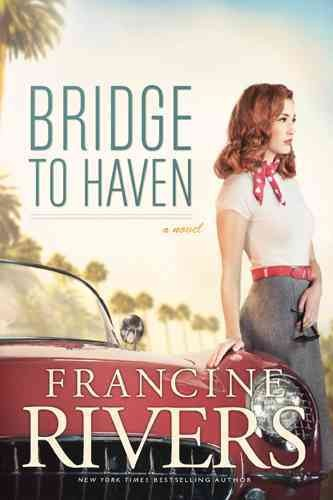 BRIDGE
TO HAVEN
a novel
FRANCINE
RIVERS
NEW YORK TIMES BESTSELLING AUTHOR